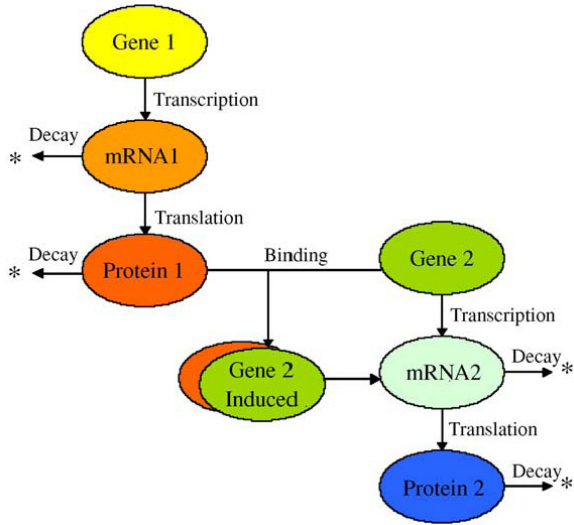 Gene 1
Transcription
Decay
* mRNA1
Translation
Decay
* Protein 1
Binding
Gene 2
Transcription
Gene 2
Induced
mRNA2
Decay
*
Translation
Protein 2
Decay
*